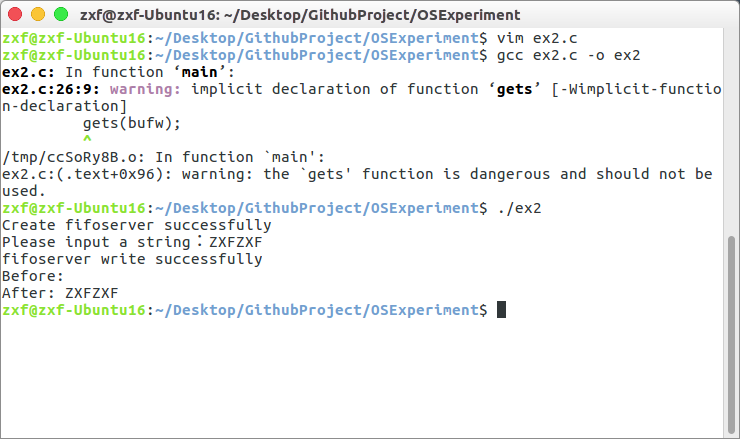 zxf@zxf-Ubuntu16: ~/Desktop/GithubProject/OSExperiment
zxf@zxf-Ubuntu16:~/Desktop/GithubProject/OSExperiment$ vim ex2.c
zxf@zxf-Ubuntu16:~/Desktop/GithubProject/OSExperiment$ gcc ex2.c -o ex2
ex2.c: In function ‘main’:
ex2.c:26:9: warning: implicit declaration of function ‘gets’ [-Wimplicit-functio
n-declaration]
         gets(bufw);
         ^
/tmp/ccSoRy8B.o: In function `main':
ex2.c:(.text+0x96): warning: the `gets' function is dangerous and should not be
used.
zxf@zxf-Ubuntu16:~/Desktop/GithubProject/OSExperiment$ ./ex2
Create fifoserver successfully
Please input a string：ZXFZXF
fifoserver write successfully
Before:
After: ZXFZXF
zxf@zxf-Ubuntu16:~/Desktop/GithubProject/OSExperiment$